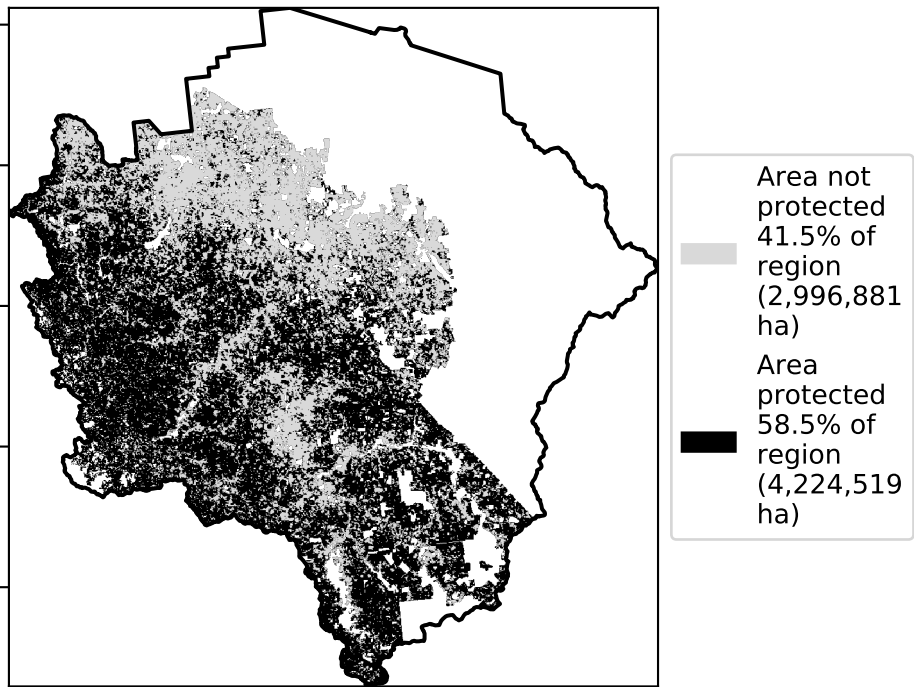 Area not
protected
41.5% of
region
(2,996,881
ha)
Area
protected
58.5% of
region
(4,224,519
ha)